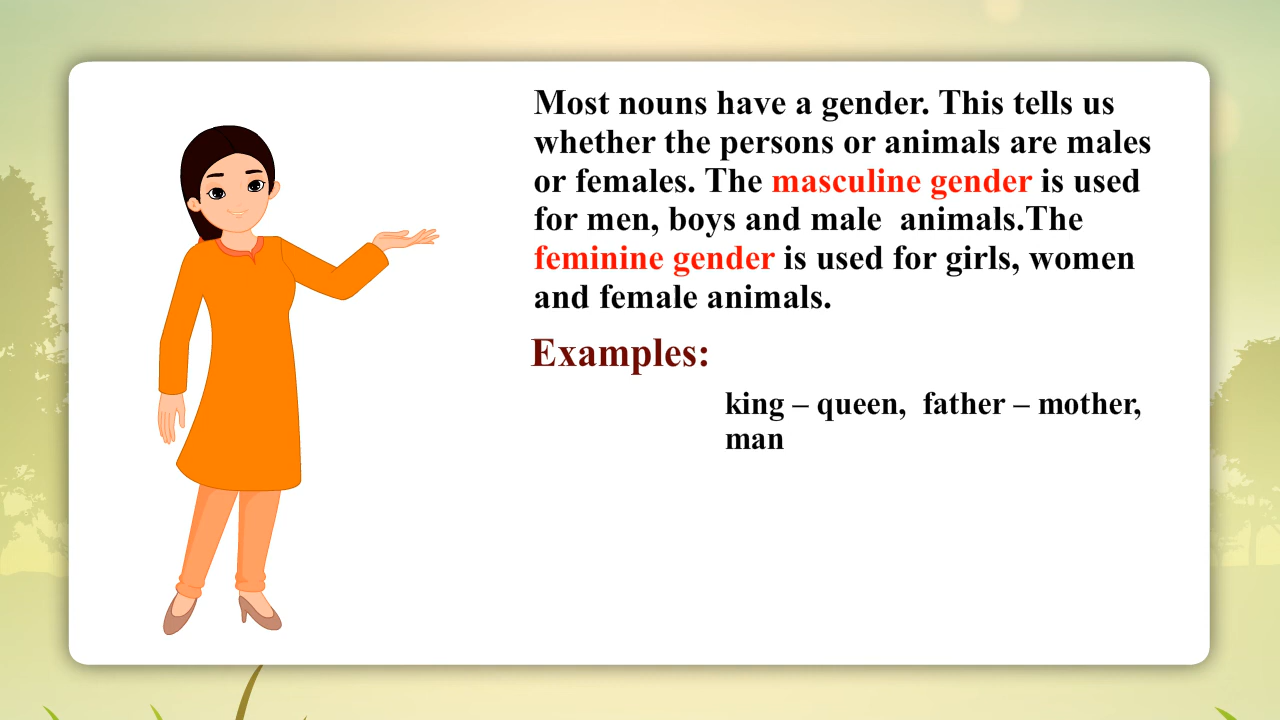 Most nouns have a gender. This tells us
whether the persons or animals are males
or females. The masculine gender is used
for men, boys and male  animals.The
feminine gender is used for girls, women
and female animals.
Examples:
king – queen,  father – mother,
man